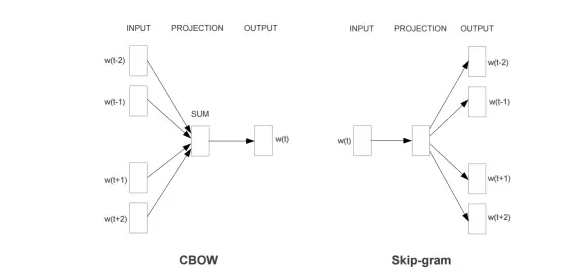 INPUT PROJECTION OUTPUT
w(t-2)
w(t-1)
SUM
w(t)
w(t+1)
w(t+2)
CBOW
INPUT PROJECTION OUTPUT
w(t-2)
w(t-1)
w(t)
w(t+1)
w(t+2)
Skip-gram